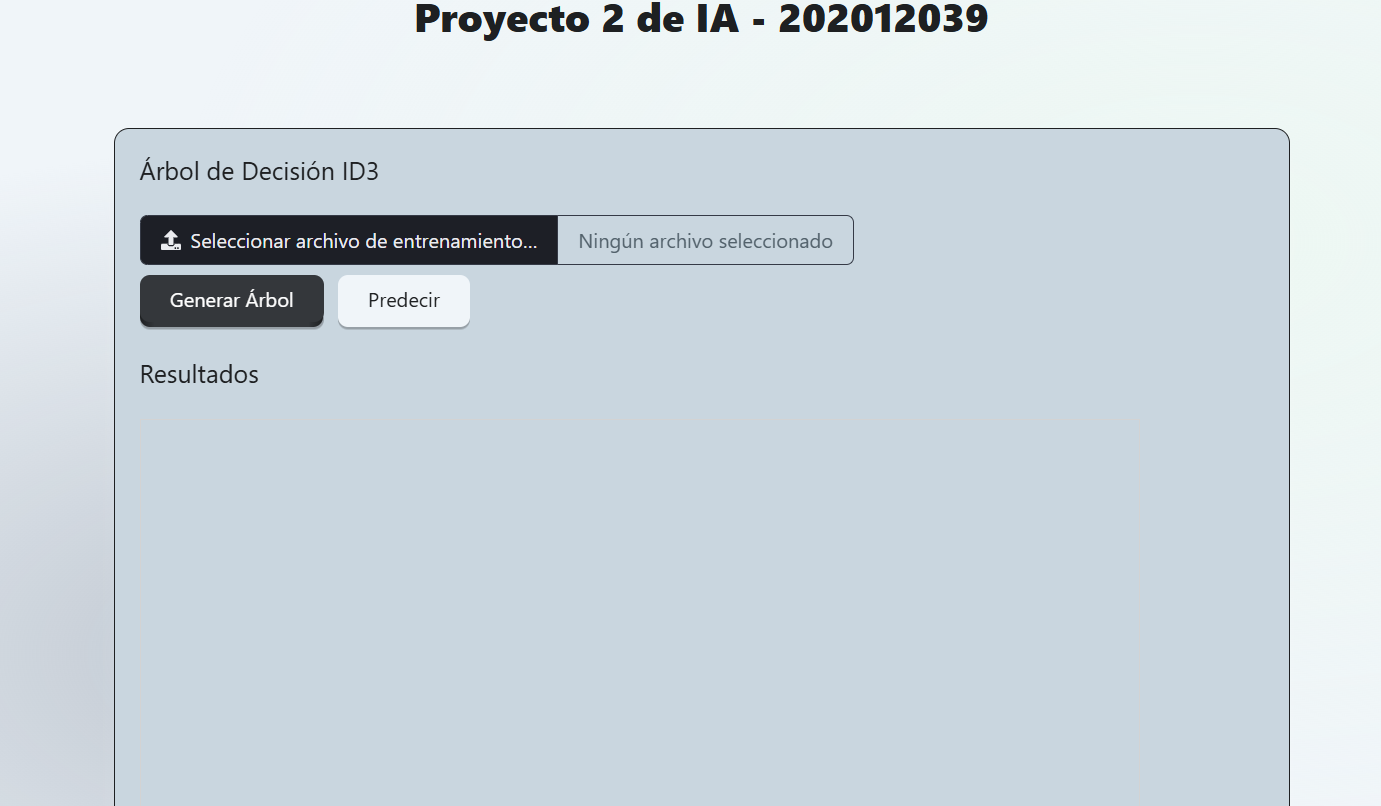 Proyecto 2 de IA - 202012039
Árbol de Decisión ID3
Seleccionar archivo de entrenamiento... Ningún archivo seleccionado
Generar Árbol Predecir
Resultados